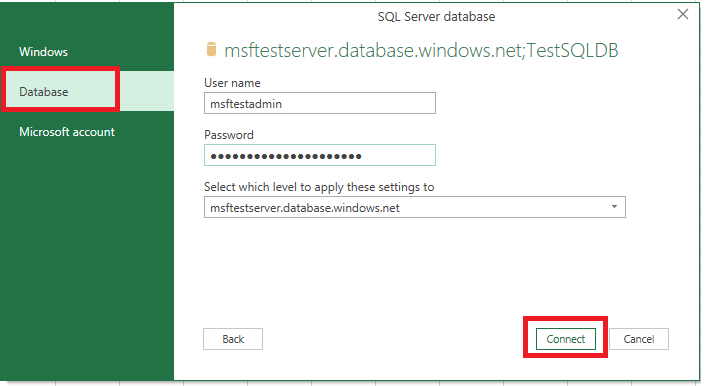 SQL Server database
Windows
Database
Microsoft account
msftestserver.database.windows.net;TestSQLDB
User name
msftestadmin
Password
●●●●●●●●●●●●●●●●●●●●●
Select which level to apply these settings to
msftestserver.database.windows.net
Back
Connect
Cancel